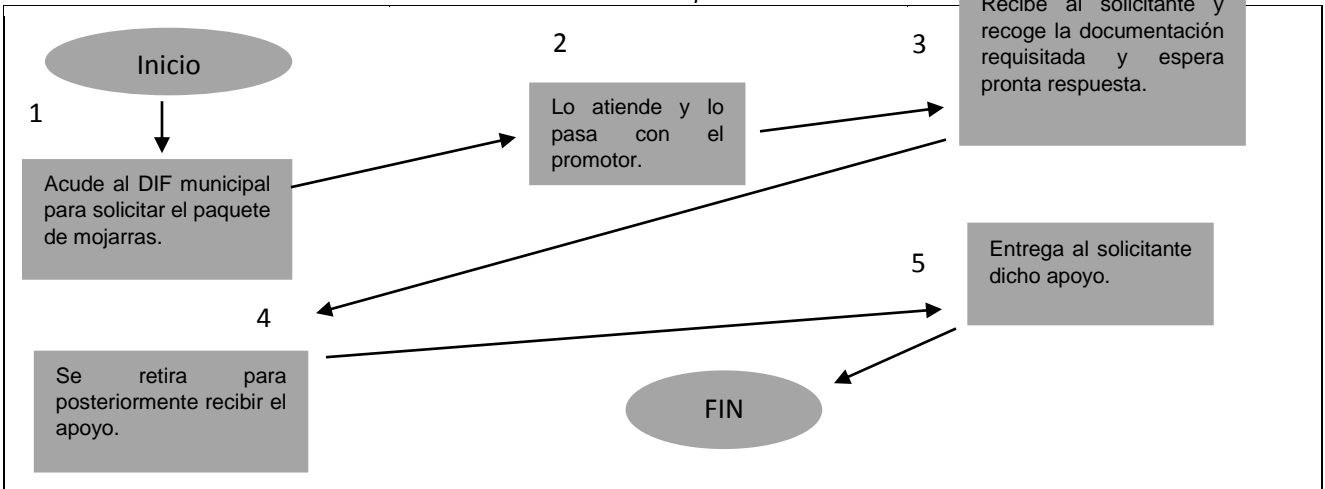 Inicio
1
Acude al DIF municipal
para solicitar el paquete
de mojarras.
2
Lo atiende y lo
pasa con el
promotor.
3
Recibe al solicitante y
recoge la documentación
requisitada y espera
pronta respuesta.
4
Se retira para
posteriormente recibir el
apoyo.
5
Entrega al solicitante
dicho apoyo.
FIN